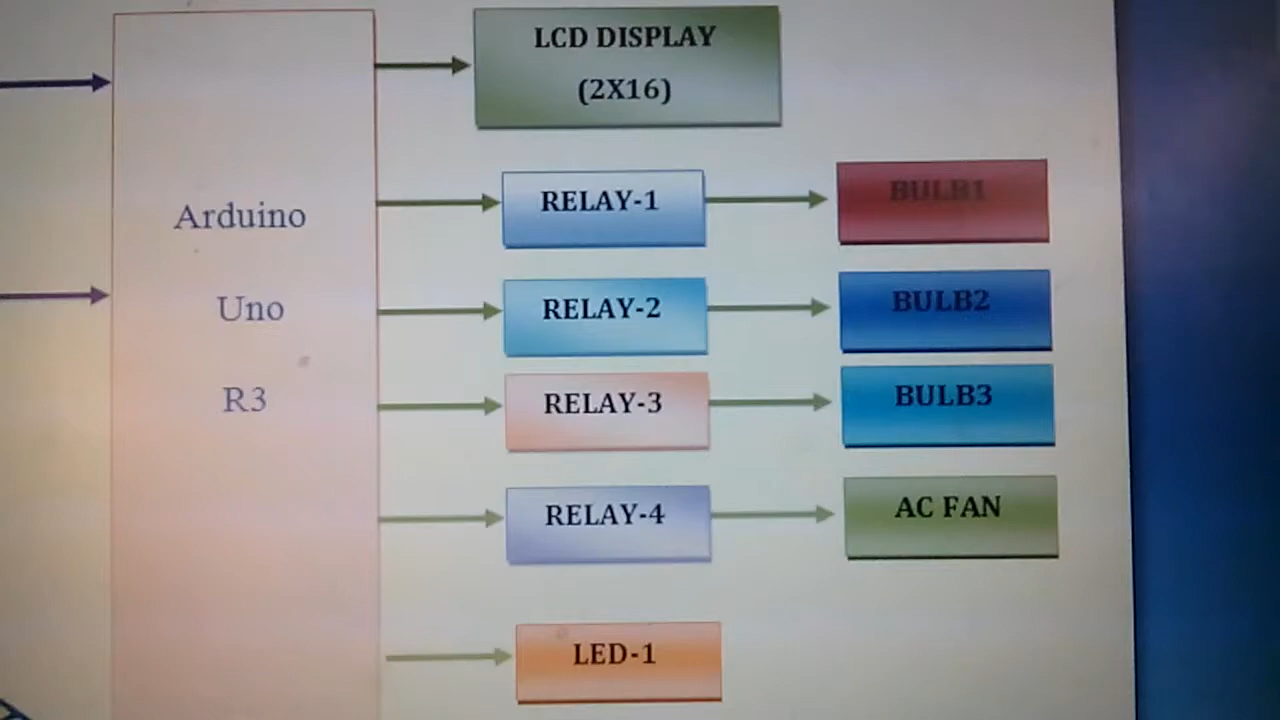 LCD DISPLAY
(2X16)
Arduino
Uno
R3
RELAY-1
BULB1
RELAY-2
BULB2
RELAY-3
BULB3
RELAY-4
AC FAN
LED-1